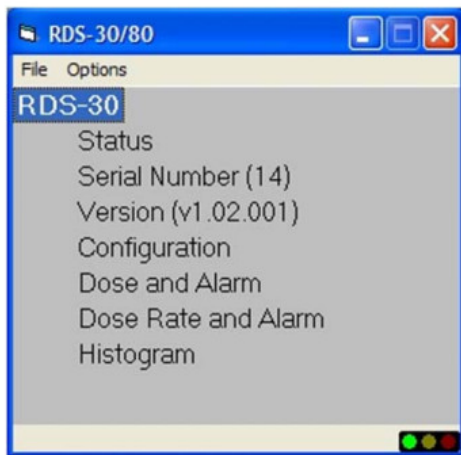 RDS-30/80
File Options
RDS-30
Status
Serial Number (14)
Version (v1.02.001)
Configuration
Dose and Alarm
Dose Rate and Alarm
Histogram